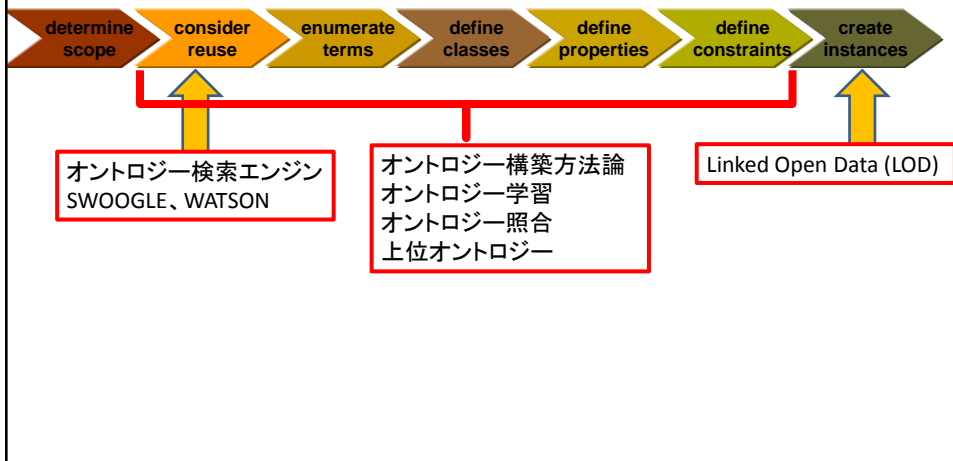 determine scope
consider reuse
enumerate terms
define classes
define properties
define constraints
create instances
オントロジー検索エンジン
SWOOGLE、WATSON
オントロジー構築方法論
オントロジー学習
オントロジー照合
上位オントロジー
Linked Open Data (LOD)